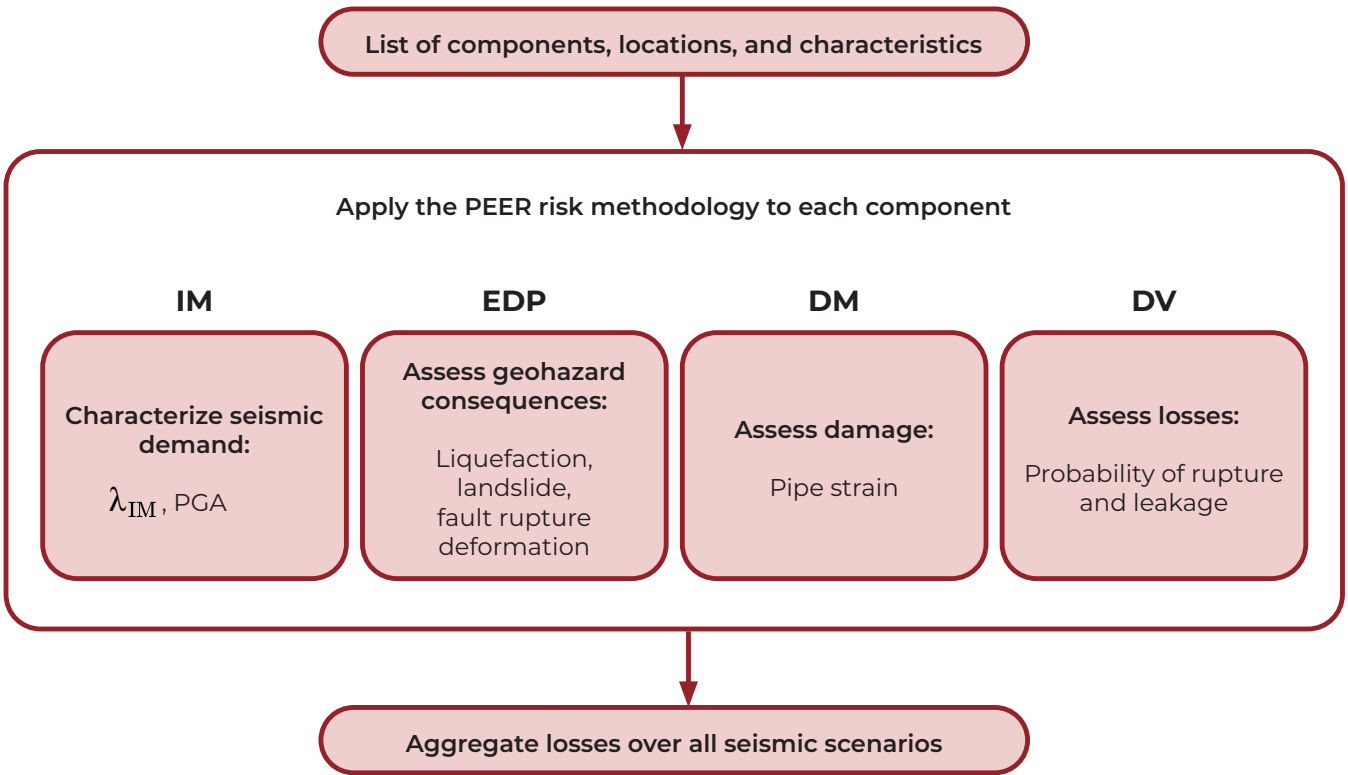 List of components, locations, and characteristics
Apply the PEER risk methodology to each component
IM
Characterize seismic
demand:
λIM , PGA
EDP
Assess geohazard
consequences:
Liquefaction,
landslide,
fault rupture
deformation
DM
Assess damage:
Pipe strain
DV
Assess losses:
Probability of rupture
and leakage
Aggregate losses over all seismic scenarios